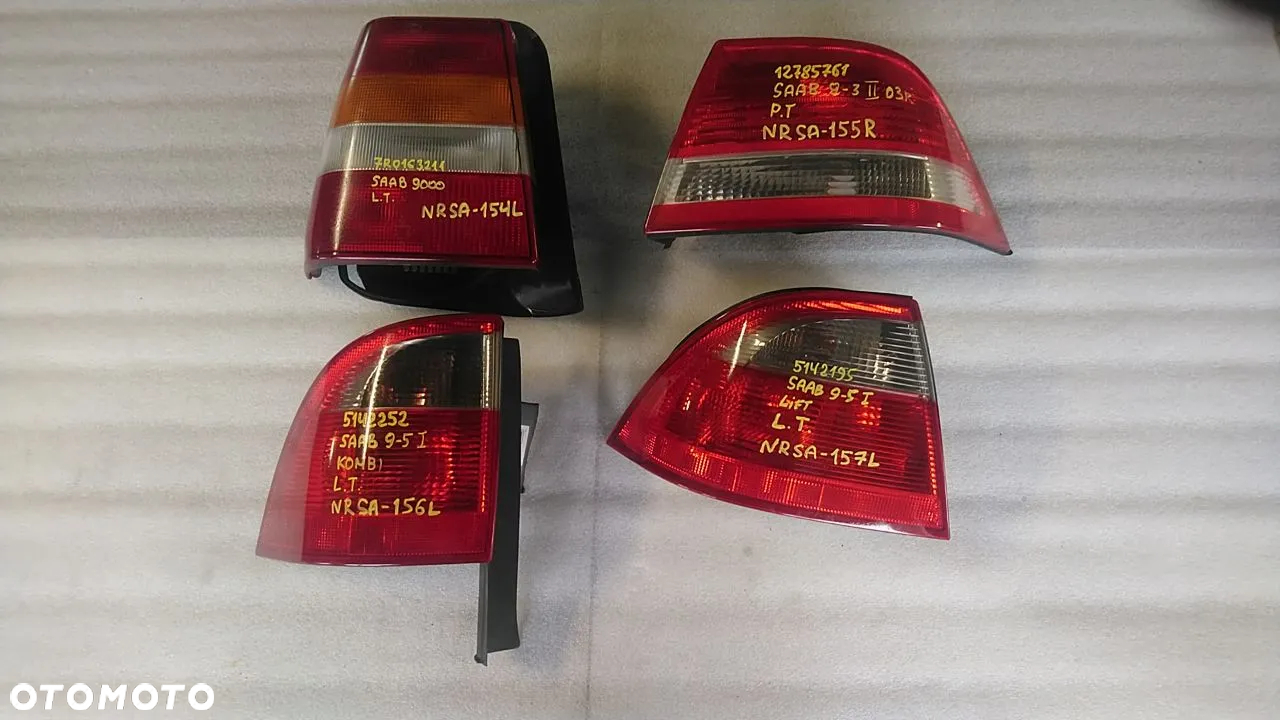 7R0163211
SAAB 9000
L.T.
NRSA-154L
12785761
SAAB 9-3 II 03R
P.T
NRSA-155R
5142252
SAAB 9-5 I
KOMBI
L.T.
NRSA-156L
5142195
SAAB 9-5 I
LIFT
L.T.
NRSA-157L
OTOMOTO